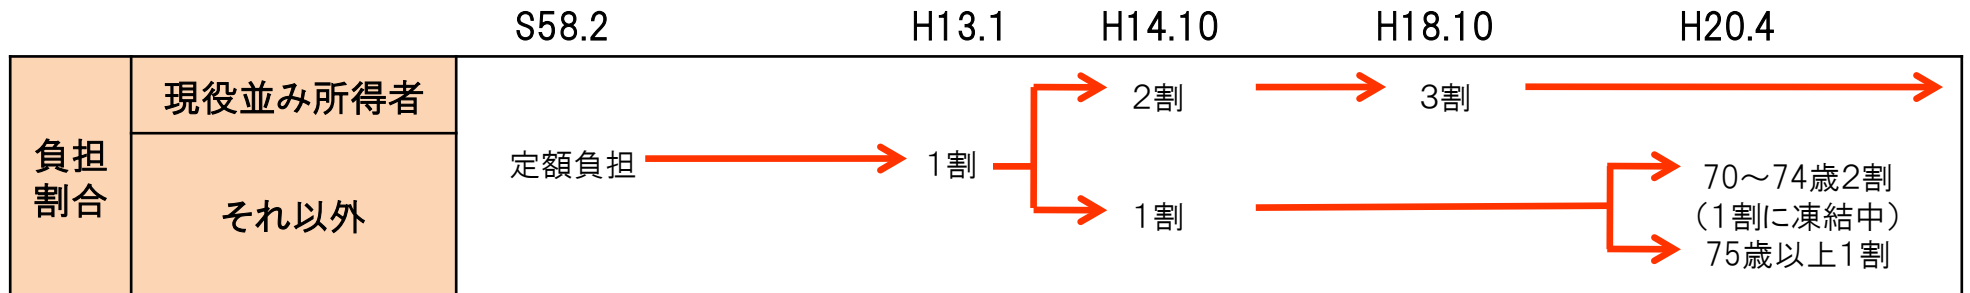 S58.2 H13.1 H14.10 H18.10 H20.4
現役並み所得者
2割 3割
負担
割合
それ以外
定額負担 1割
1割
70～74歳2割
（1割に凍結中）
75歳以上1割